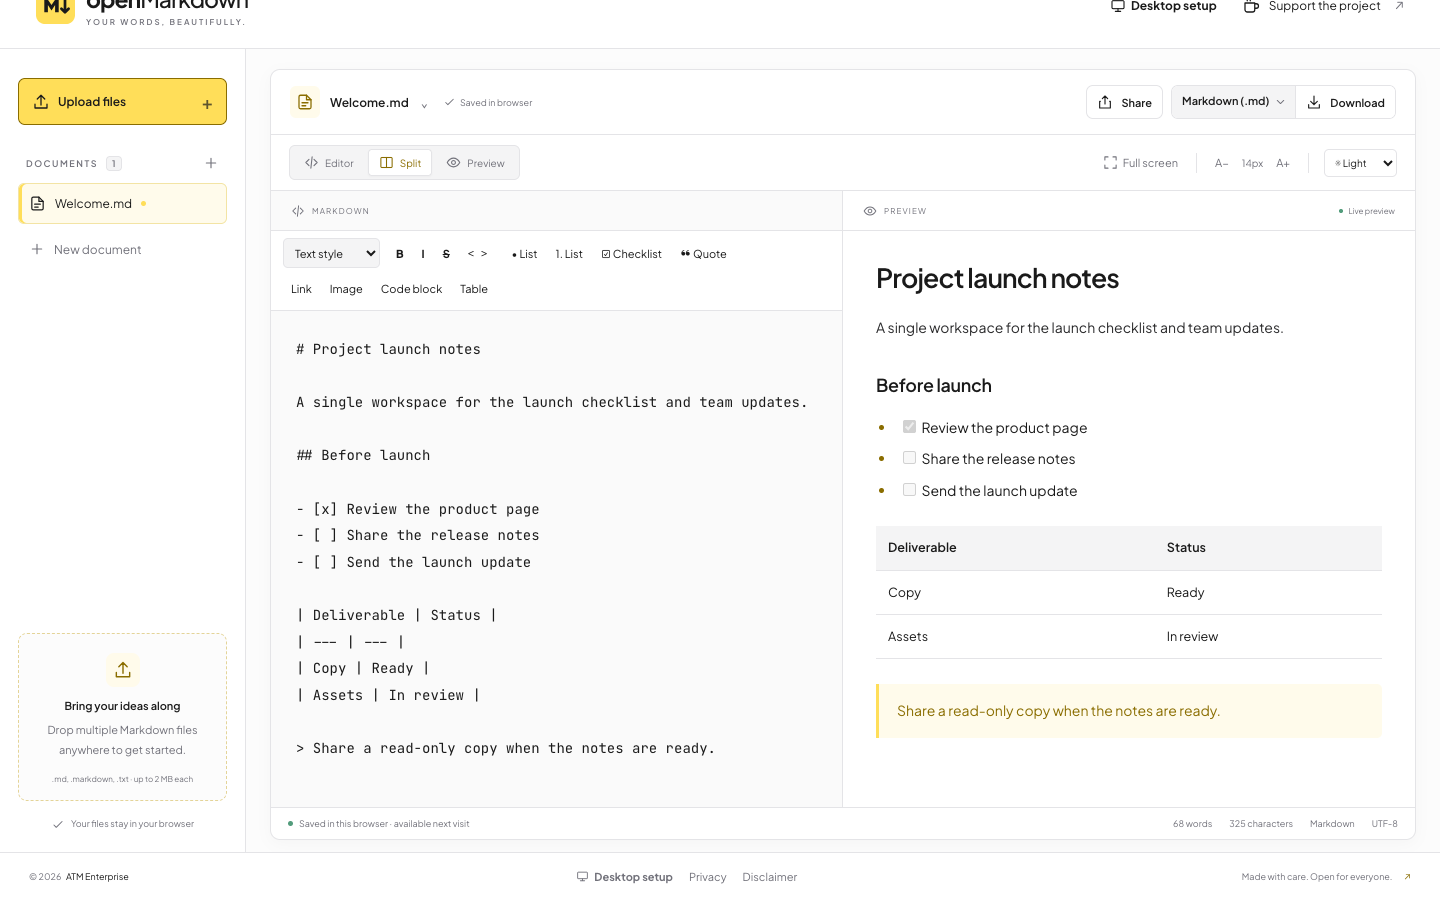 M↓ openMarkdown
YOUR WORDS, BEAUTIFULLY.
Desktop setup
Support the project ↗
Upload files +
DOCUMENTS 1 +
Welcome.md
+ New document
Bring your ideas along
Drop multiple Markdown files
anywhere to get started.
.md, .markdown, .txt · up to 2 MB each
Your files stay in your browser
Welcome.md
Saved in browser
Share
Markdown (.md)
Download
Editor
Split
Preview
Full screen
A−
14px
A+
Light
MARKDOWN
Text style
B
I
S
< >
• List
1. List
☑ Checklist
❝ Quote
Link
Image
Code block
Table
# Project launch notes
A single workspace for the launch checklist and team updates.
## Before launch
- [x] Review the product page
- [ ] Share the release notes
- [ ] Send the launch update
| Deliverable | Status |
| --- | --- |
| Copy | Ready |
| Assets | In review |
> Share a read-only copy when the notes are ready.
PREVIEW
Live preview
Project launch notes
A single workspace for the launch checklist and team updates.
Before launch
• Review the product page
• Share the release notes
• Send the launch update
Deliverable Status
Copy Ready
Assets In review
Share a read-only copy when the notes are ready.
Saved in this browser · available next visit
68 words
325 characters
Markdown
UTF-8
© 2026 ATM Enterprise
Desktop setup
Privacy
Disclaimer
Made with care. Open for everyone. ↗